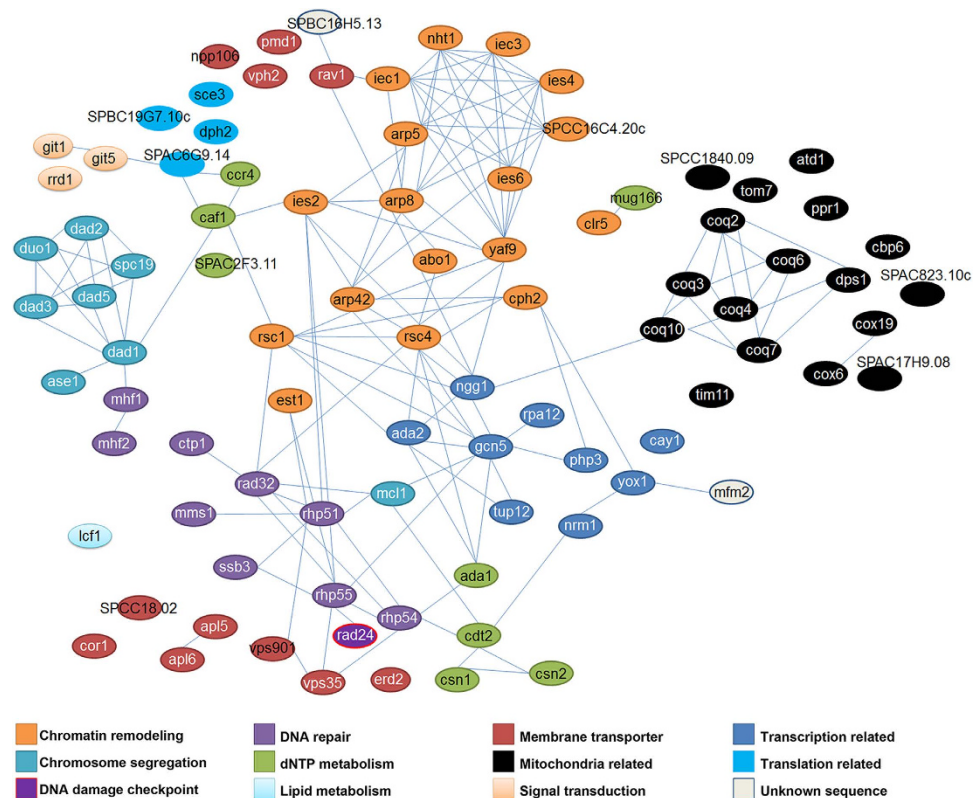 SPBC16H5.13
nht1
iec3
pmd1
npp106
vph2
rav1
iec1
ies4
sce3
SPBC19G7.10c
arp5
SPCC16C4.20c
dph2
git1
git5
SPAC6G9.14
SPCC1840.09
atd1
rrd1
ccr4
ies6
tom7
ies2
arp8
mug166
ppr1
caf1
clr5
coq2
dad2
duo1
yaf9
cbp6
spc19
SPAC2F3.11
abo1
coq6
SPAC823.10c
dps1
coq3
dad3
dad5
arp42
cph2
coq4
cox19
coq10
rsc1
rsc4
dad1
coq7
SPAC17H9.08
ase1
ngg1
cox6
mhf1
est1
tim11
rpa12
mhf2
ctp1
ada2
gcn5
cay1
php3
rad32
mcl1
yox1
mfm2
mms1
rhp51
tup12
nrm1
lcf1
ssb3
ada1
rhp55
SPCC18.02
rhp54
apl5
rad24
cdt2
cor1
vps901
apl6
vps35
erd2
csn1
csn2
Chromatin remodeling
DNA repair
Membrane transporter
Transcription related
Chromosome segregation
dNTP metabolism
Mitochondria related
Translation related
DNA damage checkpoint
Lipid metabolism
Signal transduction
Unknown sequence